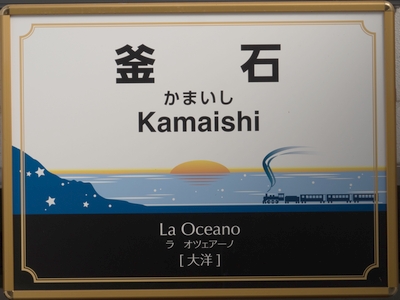 釜石
かまいし
Kamaishi
La Oceano
ラ オツェアーノ
[ 大洋 ]